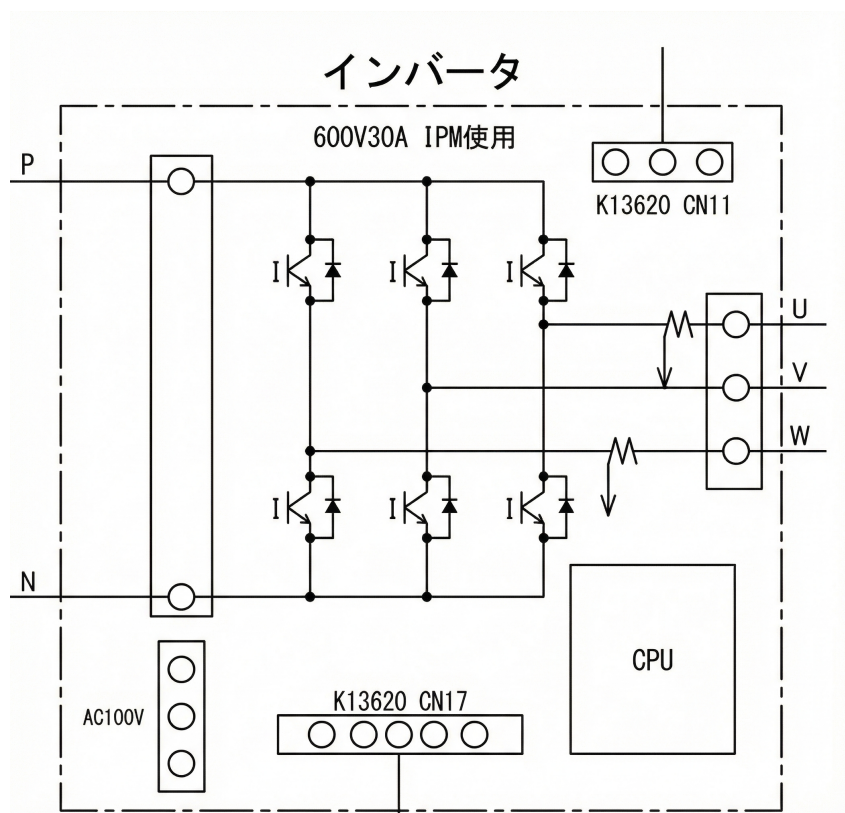 インバータ
600V30A IPM使用
P
K13620 CN11
I
I
I
U
V
W
I
I
I
N
CPU
K13620 CN17
AC100V